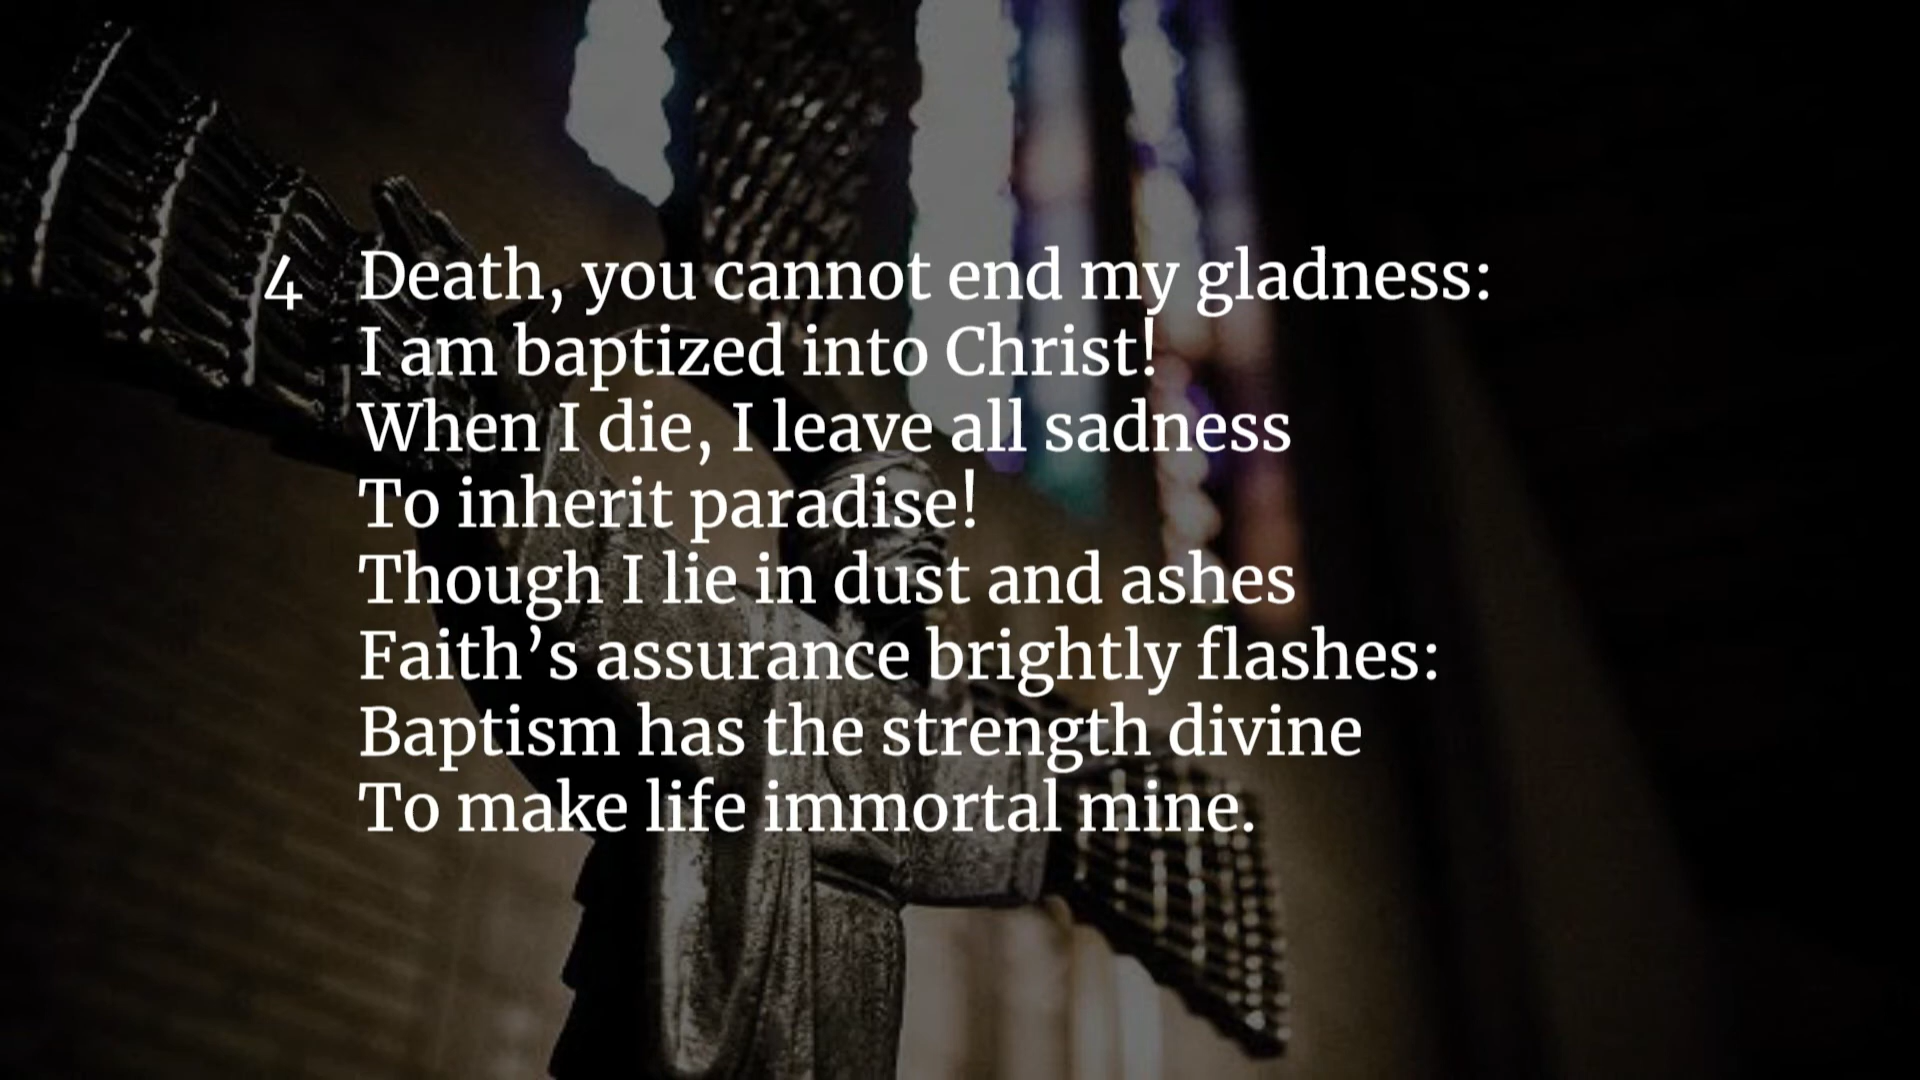 4 Death, you cannot end my gladness:
I am baptized into Christ!
When I die, I leave all sadness
To inherit paradise!
Though I lie in dust and ashes
Faith’s assurance brightly flashes:
Baptism has the strength divine
To make life immortal mine.